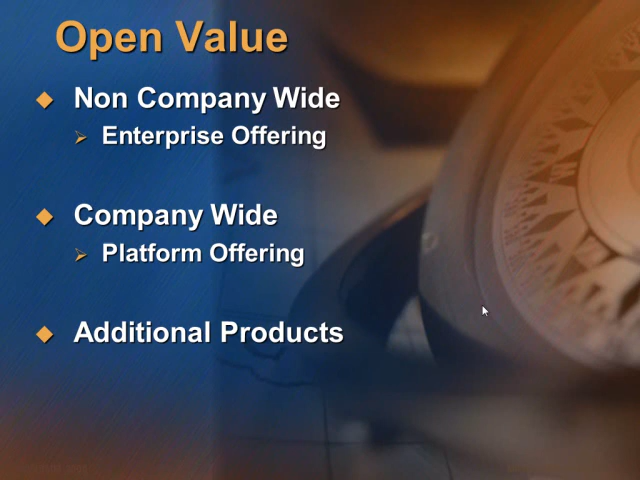 Open Value
Non Company Wide
Enterprise Offering
Company Wide
Platform Offering
Additional Products